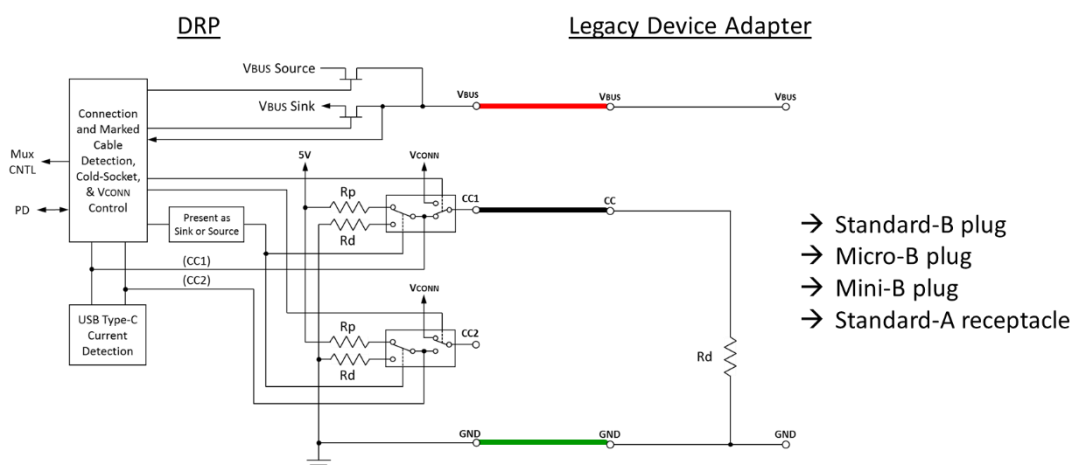 DRP
Legacy Device Adapter
VBUS Source
VBUS Sink
VBUS
VBUS
VBUS
Connection
and Marked
Cable
Detection,
Cold-Socket,
& VCONN
Control
Mux
CNTL
PD
Present as
Sink or Source
5V
VCONN
Rp
Rd
CC1
CC
(CC1)
(CC2)
VCONN
Rp
Rd
CC2
USB Type-C
Current
Detection
Rd
→ Standard-B plug
→ Micro-B plug
→ Mini-B plug
→ Standard-A receptacle
GND
GND
GND